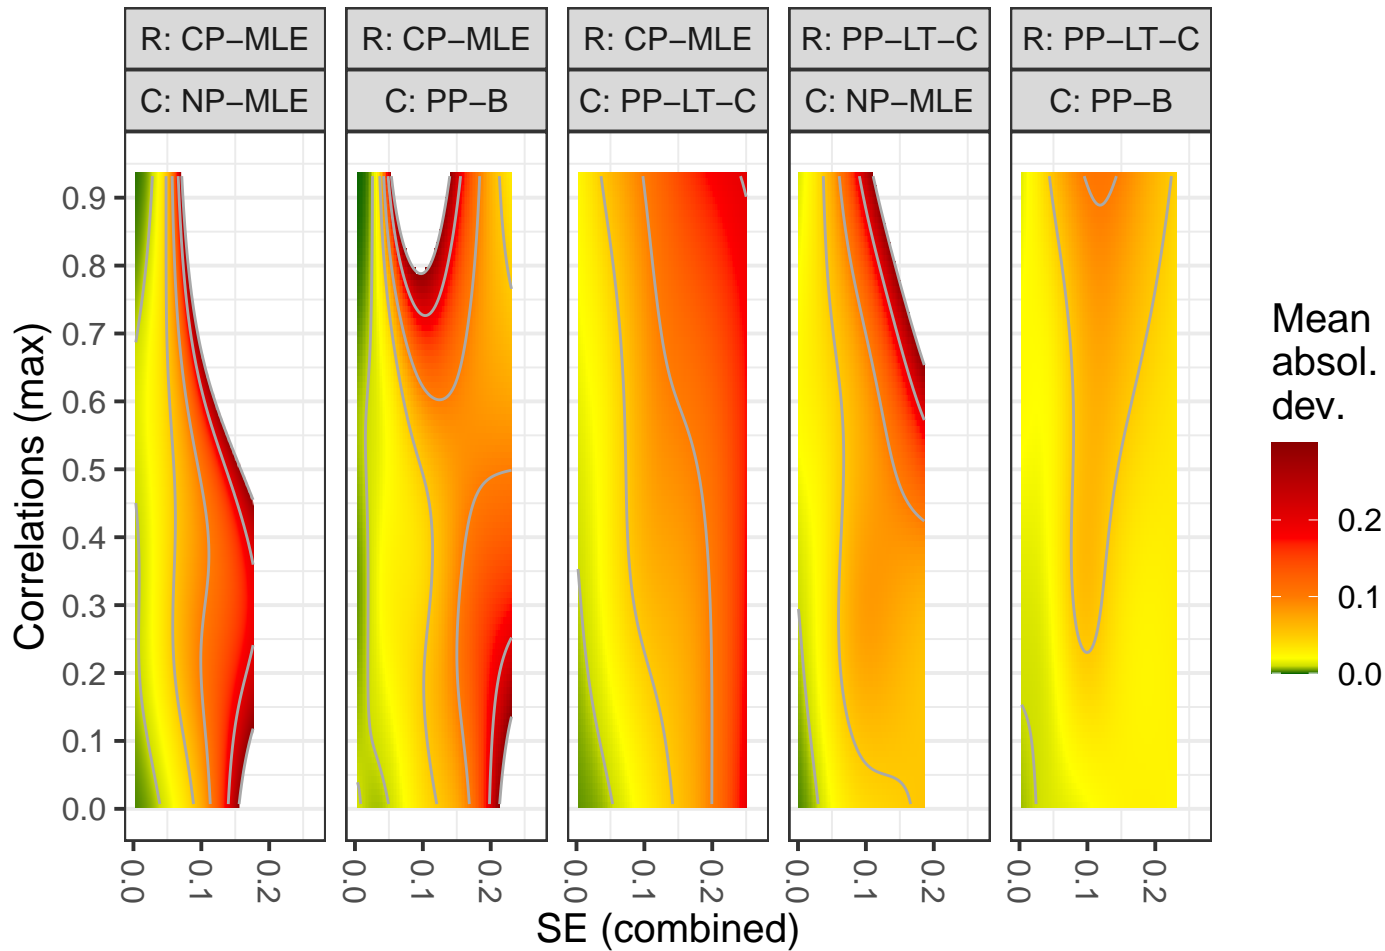 R: CP−MLE
R: CP−MLE
R: CP−MLE
R: PP−LT−C
R: PP−LT−C
C: NP−MLE
C: PP−B
C: PP−LT−C
C: NP−MLE
C: PP−B
Correlations (max)
0.9
0.8
0.7
0.6
0.5
0.4
0.3
0.2
0.1
0.0
0.0
0.1
0.2
0.0
0.1
0.2
0.0
0.1
0.2
0.0
0.1
0.2
0.0
0.1
0.2
SE (combined)
Mean
absol.
dev.
0.2
0.1
0.0